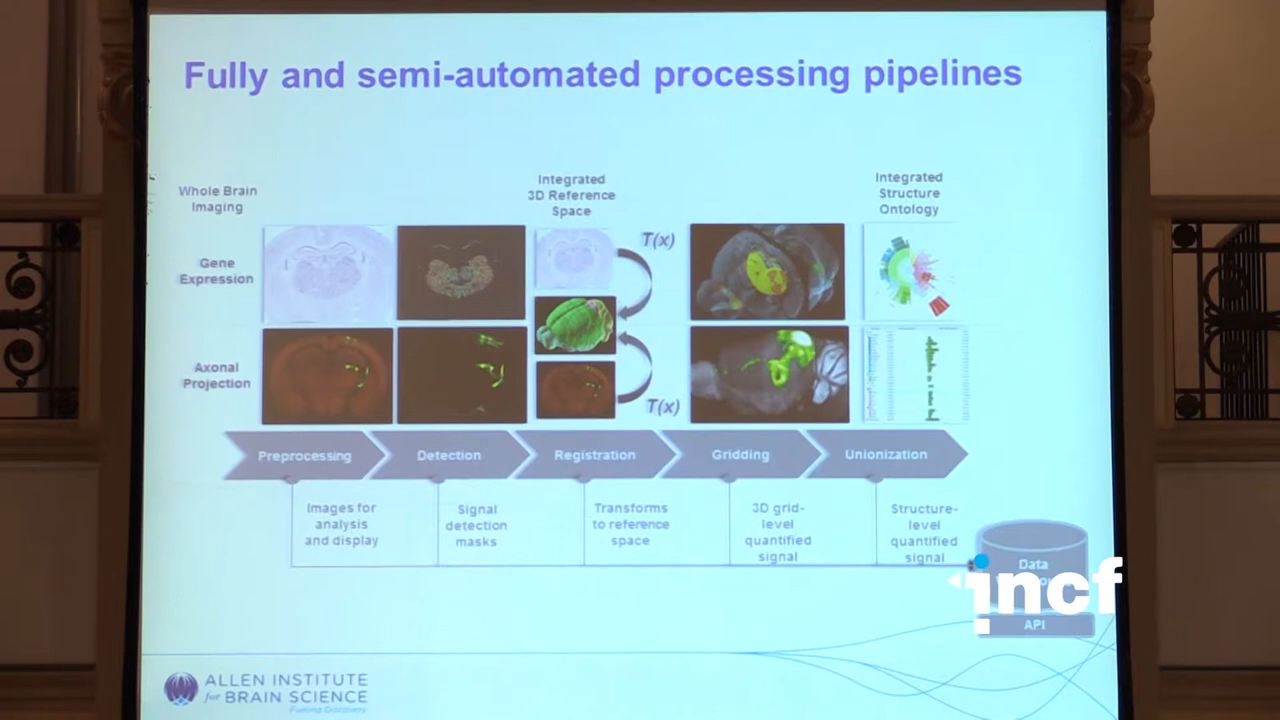 Fully and semi-automated processing pipelines
Whole Brain
Imaging
Integrated
3D Reference
Space
Integrated
Structure
Ontology
T(x)
Gene
Expression
Axonal
Projection
T(x)
Preprocessing
Detection
Registration
Gridding
Unionization
Images for
analysis
and display
Signal
detection
masks
Transforms
to reference
space
3D grid-
level
quantified
signal
Structure-
level
quantified
signal
Data
API
incf
ALLEN INSTITUTE
for BRAIN SCIENCE
Fueling Discovery